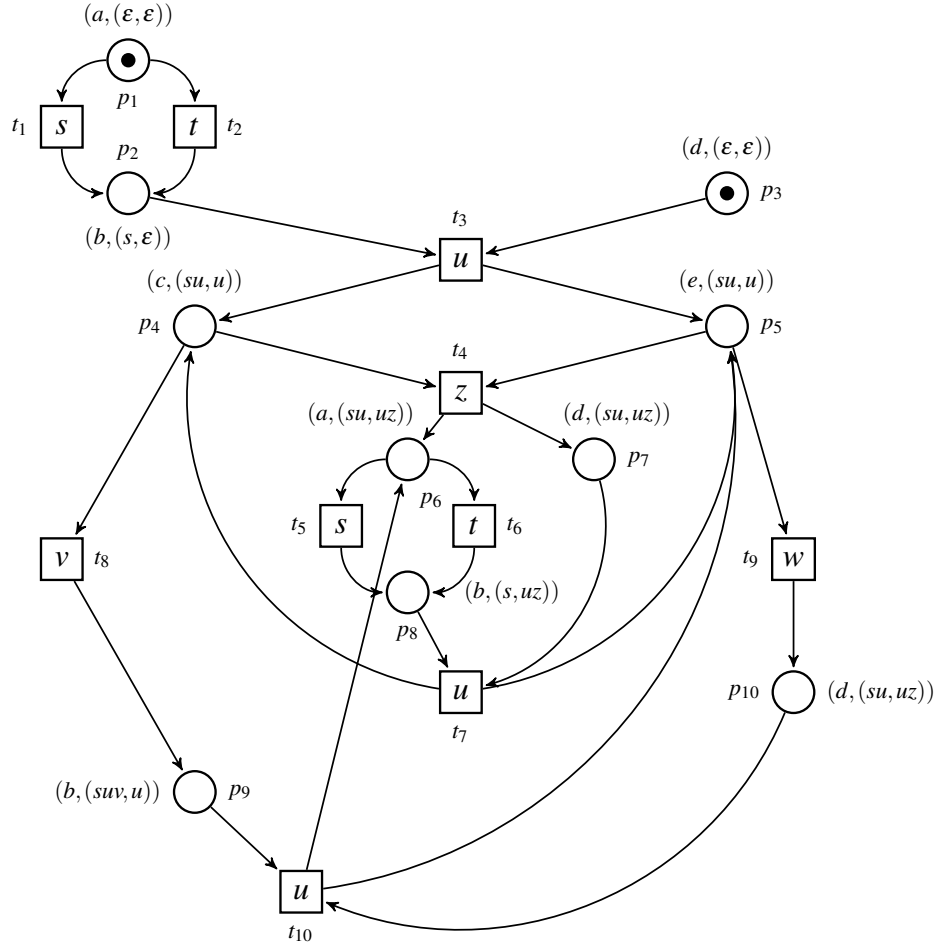 (a,(ε,ε))
p1
t1 s t t2
p2
(b,(s,ε))
(d,(ε,ε))
p3
t3
u
(c,(su,u))
p4
(e,(su,u))
p5
t4
z
(a,(su,uz))
p6
(d,(su,uz))
p7
t5 s t t6
(b,(s,uz))
p8
v t8
t9 w
u
t7
p10 (d,(su,uz))
(b,(suv,u)) p9
u
t10